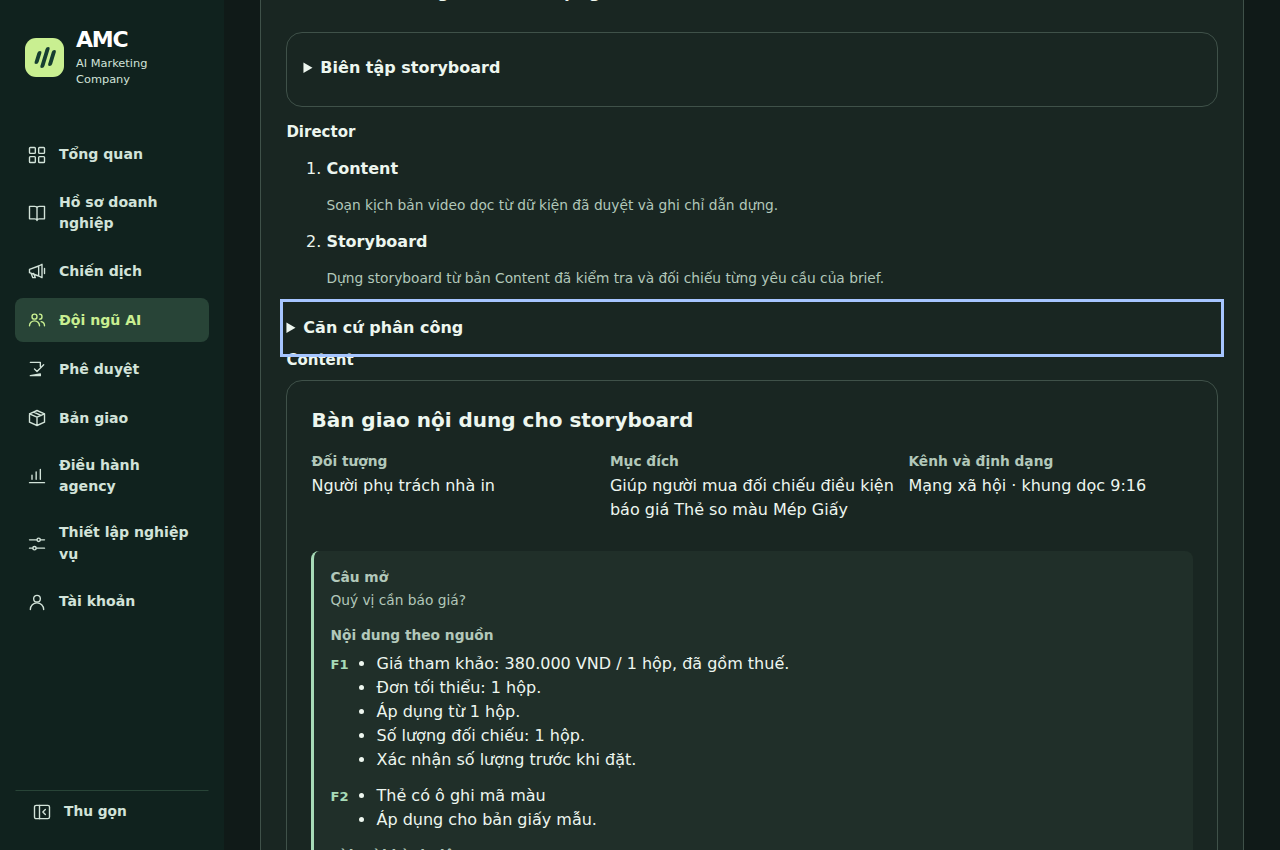 AMC
AI Marketing
Company
Tổng quan
Hồ sơ doanh
nghiệp
Chiến dịch
Đội ngũ AI
Phê duyệt
Bàn giao
Điều hành
agency
Thiết lập nghiệp
vụ
Tài khoản
Thu gọn
Biên tập storyboard
Director
1. Content
Soạn kịch bản video dọc từ dữ kiện đã duyệt và ghi chỉ dẫn dựng.
2. Storyboard
Dựng storyboard từ bản Content đã kiểm tra và đối chiếu từng yêu cầu của brief.
Căn cứ phân công
Content
Bàn giao nội dung cho storyboard
Đối tượng
Người phụ trách nhà in
Mục đích
Giúp người mua đối chiếu điều kiện
báo giá Thẻ so màu Mép Giấy
Kênh và định dạng
Mạng xã hội · khung dọc 9:16
Câu mở
Quý vị cần báo giá?
Nội dung theo nguồn
F1
• Giá tham khảo: 380.000 VND / 1 hộp, đã gồm thuế.
• Đơn tối thiểu: 1 hộp.
• Áp dụng từ 1 hộp.
• Số lượng đối chiếu: 1 hộp.
• Xác nhận số lượng trước khi đặt.
F2
• Thẻ có ô ghi mã màu
• Áp dụng cho bản giấy mẫu.